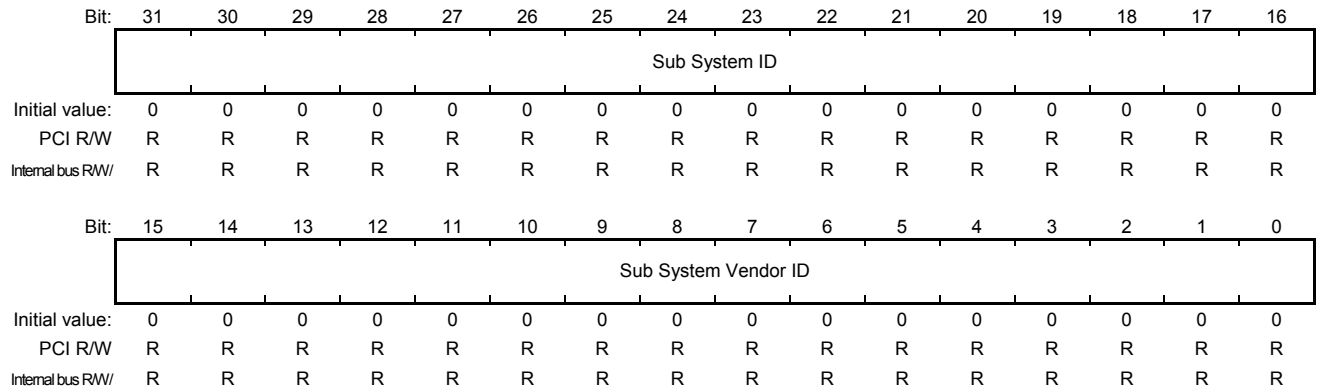 Bit: 31 30 29 28 27 26 25 24 23 22 21 20 19 18 17 16
Sub System ID
Initial value: 0 0 0 0 0 0 0 0 0 0 0 0 0 0 0 0
PCI R/W R R R R R R R R R R R R R R R R
Internal bus R/W/ R R R R R R R R R R R R R R R R
Bit: 15 14 13 12 11 10 9 8 7 6 5 4 3 2 1 0
Sub System Vendor ID
Initial value: 0 0 0 0 0 0 0 0 0 0 0 0 0 0 0 0
PCI R/W R R R R R R R R R R R R R R R R
Internal bus R/W/ R R R R R R R R R R R R R R R R